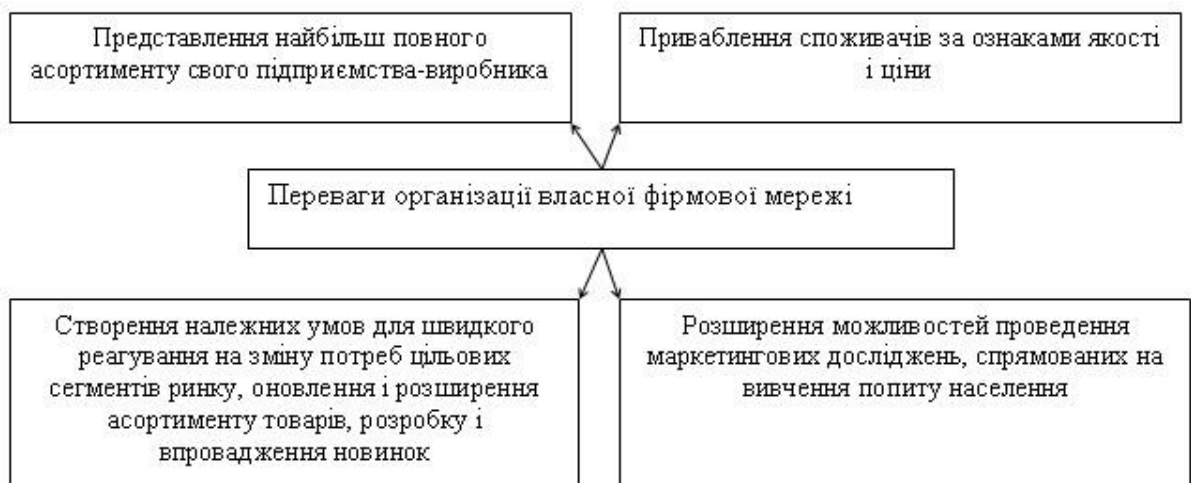 Представлення найбільш повного
асортименту свого підприємства-виробника
Приваблення споживачів за ознаками якості
і ціни
Переваги організації власної фірмової мережі
Створення належних умов для швидкого
реагування на зміну потреб цільових
сегментів ринку, оновлення і розширення
асортименту товарів, розробку і
впровадження новинок
Розширення можливостей проведення
маркетингових досліджень, спрямованих на
вивчення попиту населення